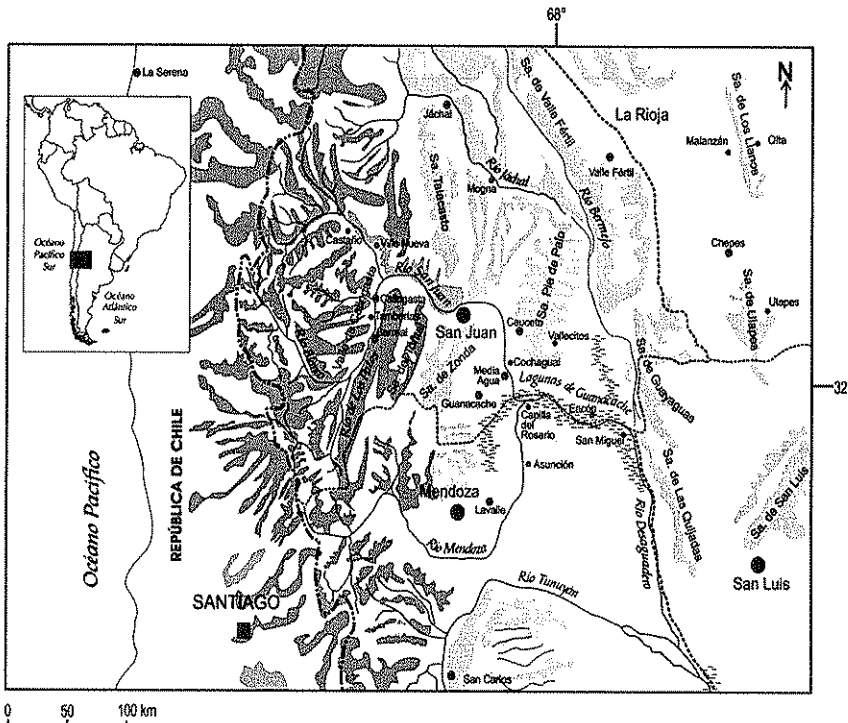 68°
La Serena
N
Océano
Pacífico
Sur
Océano
Atlántico
Sur
Jáchal
Sa. de Valle Fértil
La Rioja
Sa. de Los Llanos
Malanzán
Olta
Valle Fértil
Río Jáchal
Mogna
Río Bermejo
Castaño
Villa Nueva
Sa. Pie de Palo
Chepes
Río San Juan
Calingasta
Tamberías
Barreal
San Juan
Caucete
Vallecitos
Sa. de Ulapes
Ulapes
Sa. de Zonda
Cochagual
Media
Agua
Lagunas de Guanacache
Sa. de Guayaguas
32
Guanacache
Capilla
del
Rosario
Encón
San Miguel
Asunción
Océano Pacífico
REPÚBLICA DE CHILE
Mendoza
Lavalle
Río Mendoza
Río Desaguadero
Sa. de Las Quijadas
Sa. de San Luis
San Luis
SANTIAGO
Río Tunuyán
San Carlos
0 50 100 km